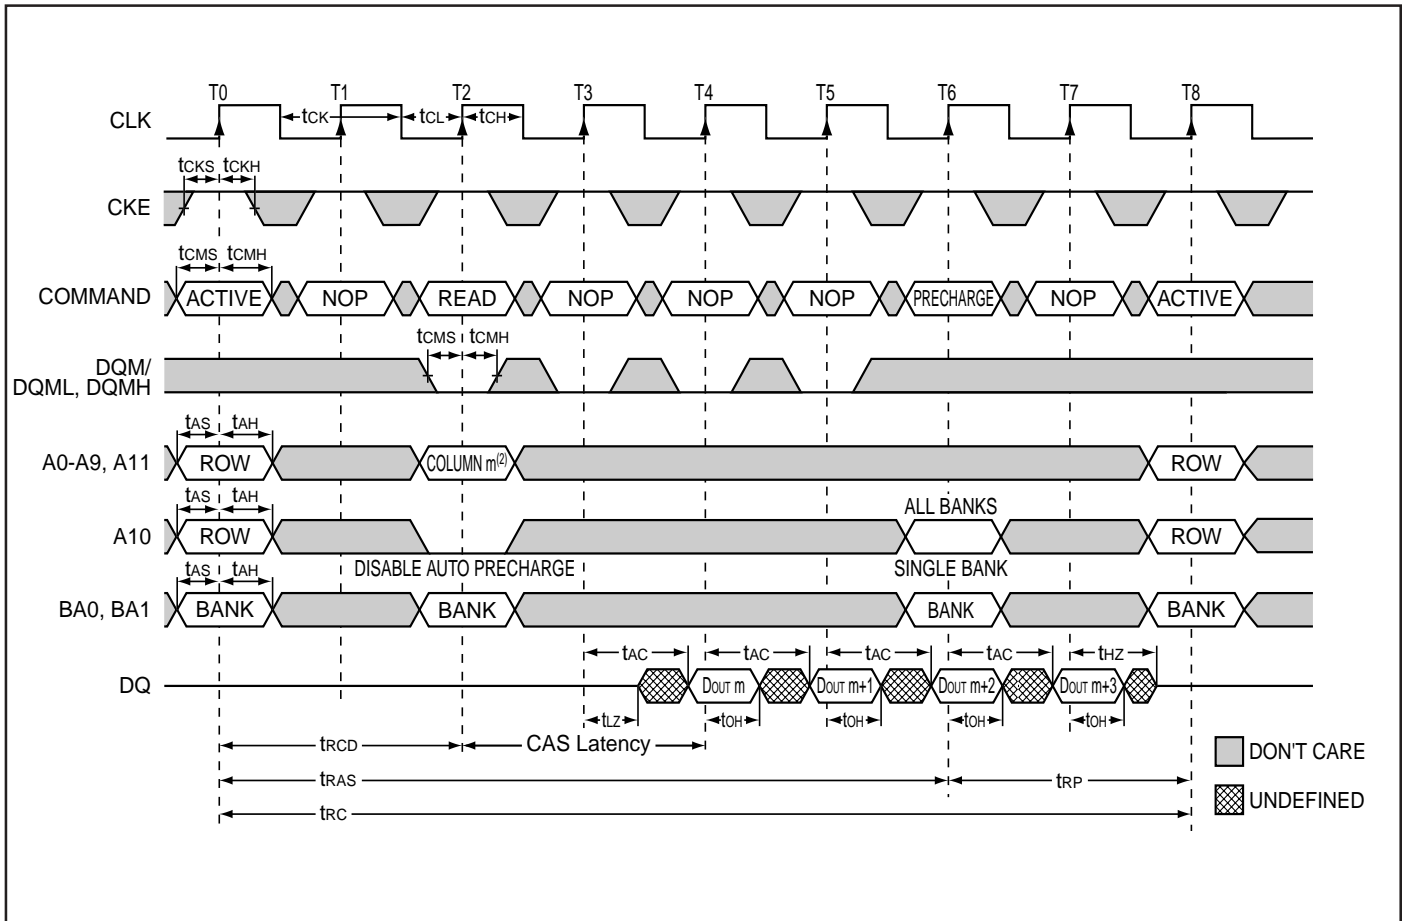 T0 T1 T2 T3 T4 T5 T6 T7 T8
CLK tCK tCL tCH
tCKS tCKH
CKE
tCMS tCMH
COMMAND ACTIVE NOP READ NOP NOP NOP PRECHARGE NOP ACTIVE
tCMS tCMH
DQM/
DQML, DQMH
tAS tAH
A0-A9, A11 ROW COLUMN m(2) ROW
tAS tAH ALL BANKS
A10 ROW ROW
DISABLE AUTO PRECHARGE SINGLE BANK
tAS tAH
BA0, BA1 BANK BANK BANK BANK
tAC tAC tAC tAC tHZ
DQ DOUT m DOUT m+1 DOUT m+2 DOUT m+3
tLZ tOH tOH tOH tOH
tRCD CAS Latency
DON'T CARE
tRAS tRP
UNDEFINED
tRC